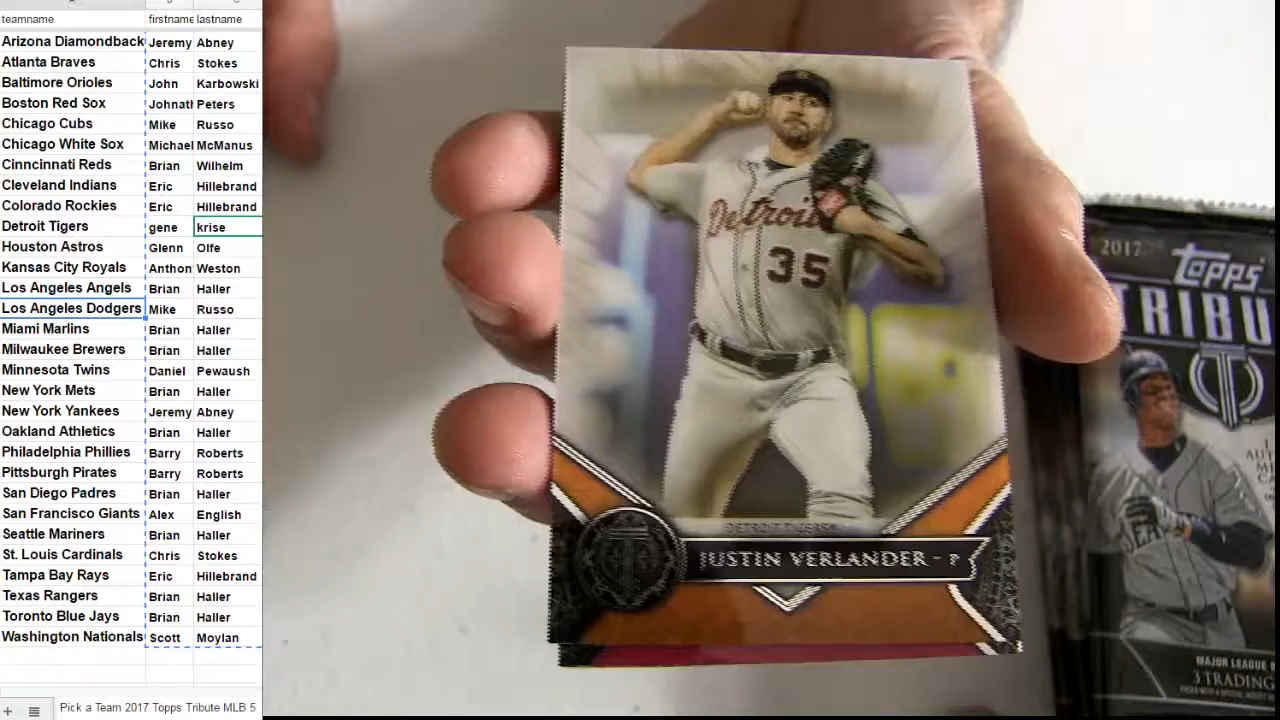 teamname firstname lastname
Arizona Diamondback Jeremy Abney
Atlanta Braves Chris Stokes
Baltimore Orioles John Karbowski
Boston Red Sox Johnath Peters
Chicago Cubs Mike Russo
Chicago White Sox Michael McManus
Cinncinnati Reds Brian Wilhelm
Cleveland Indians Eric Hillebrand
Colorado Rockies Eric Hillebrand
Detroit Tigers gene krise
Houston Astros Glenn Olfe
Kansas City Royals Anthon Weston
Los Angeles Angels Brian Haller
Los Angeles Dodgers Mike Russo
Miami Marlins Brian Haller
Milwaukee Brewers Brian Haller
Minnesota Twins Daniel Pewaush
New York Mets Brian Haller
New York Yankees Jeremy Abney
Oakland Athletics Brian Haller
Philadelphia Phillies Barry Roberts
Pittsburgh Pirates Barry Roberts
San Diego Padres Brian Haller
San Francisco Giants Alex English
Seattle Mariners Brian Haller
St. Louis Cardinals Chris Stokes
Tampa Bay Rays Eric Hillebrand
Texas Rangers Brian Haller
Toronto Blue Jays Brian Haller
Washington Nationals Scott Moylan
Pick a Team 2017 Topps Tribute MLB 5
Detroit
35
DETROIT TIGERS
JUSTIN VERLANDER - P
2017
Topps
TRIBU
MAJOR LEAGUE
3 TRADING